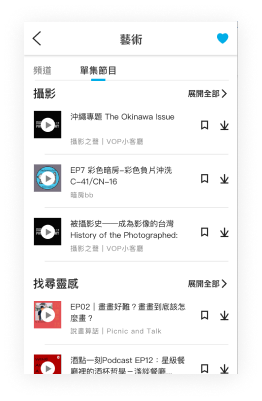 藝術
頻道 單集節目
攝影 展開全部
沖繩專題 The Okinawa Issue
攝影之聲｜VOP小客廳
EP7 彩色暗房-彩色負片沖洗
C-41/CN-16
暗房bb
被攝影史──成為影像的台灣
History of the Photographed:
攝影之聲｜VOP小客廳
找尋靈感 展開全部
EP02｜畫畫好難？畫畫到底該怎
麼畫？
說畫算話｜Picnic and Talk
酒點一刻Podcast EP12：星級餐
廳裡的酒杯哲學－淺談餐廳...